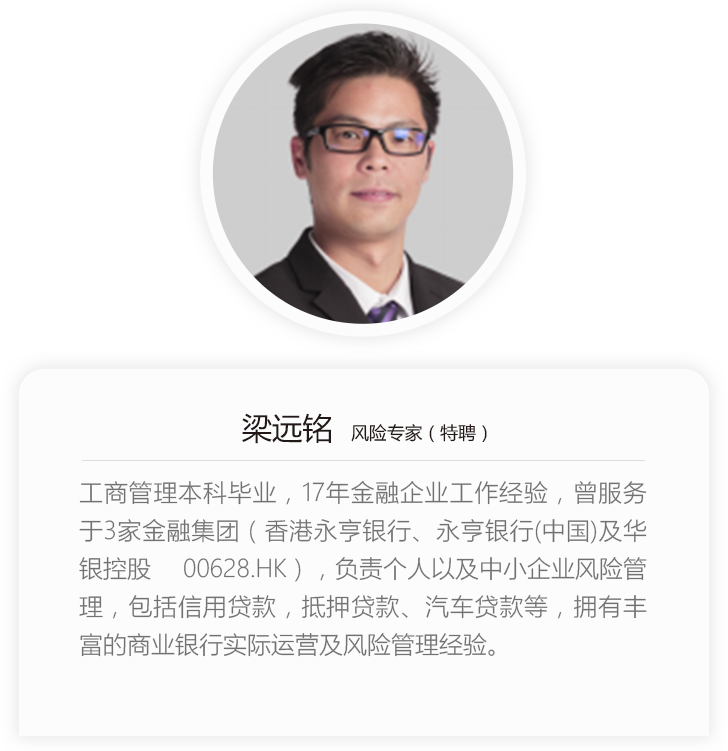 梁远铭 风险专家（特聘）
工商管理本科毕业，17年金融企业工作经验，曾服务
于3家金融集团（香港永亨银行、永亨银行(中国)及华
银控股 00628.HK），负责个人以及中小企业风险管
理，包括信用贷款，抵押贷款、汽车贷款等，拥有丰
富的商业银行实际运营及风险管理经验。